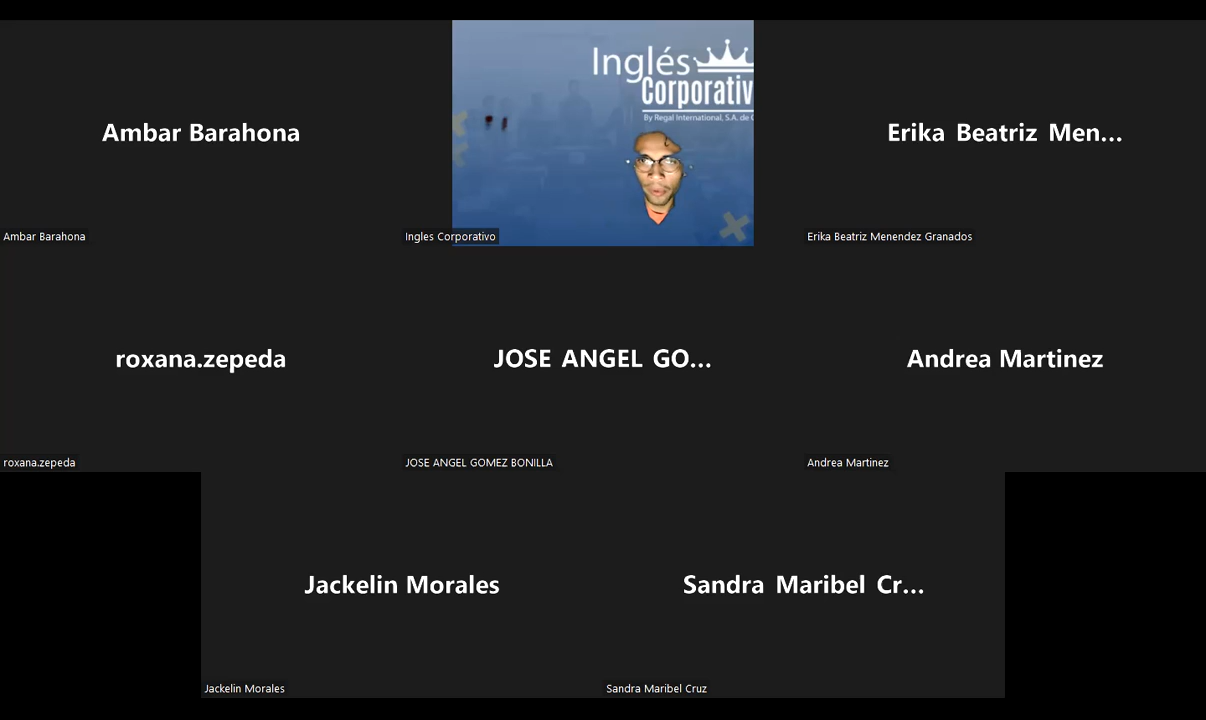 Ambar Barahona
Ambar Barahona
Inglés
Corporativ
By Regal International, S.A. de C
Ingles Corporativo
Erika Beatriz Men...
Erika Beatriz Menendez Granados
roxana.zepeda
roxana.zepeda
JOSE ANGEL GO...
JOSE ANGEL GOMEZ BONILLA
Andrea Martinez
Andrea Martinez
Jackelin Morales
Jackelin Morales
Sandra Maribel Cr...
Sandra Maribel Cruz